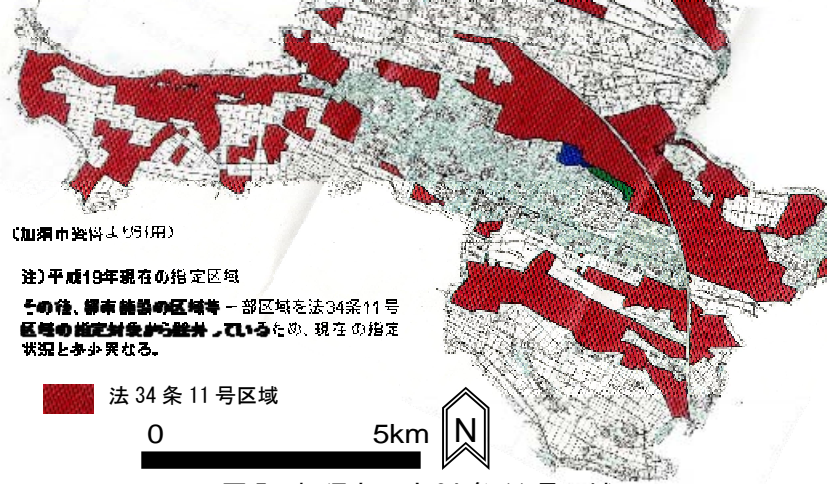 (加須市資料より引用)
注)平成19年現在の指定区域
その後、都市施設の区域等一部区域を法34条11号
区域の指定対象から除外しているため、現在の指定
状況と多少異なる。
法 34 条 11 号区域
0 5km
N